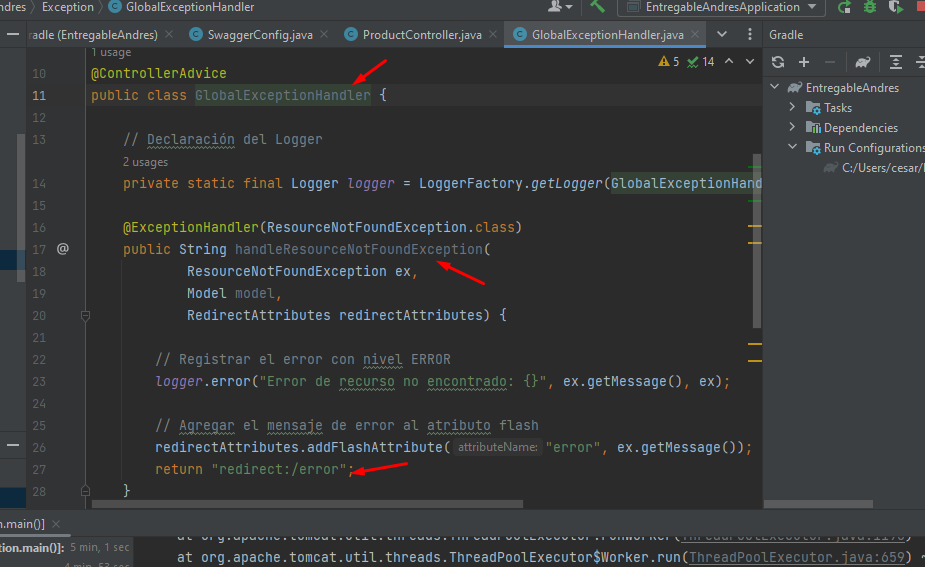 ndres
Exception
GlobalExceptionHandler
EntregableAndresApplication
radle (EntregableAndres)
SwaggerConfig.java
ProductController.java
GlobalExceptionHandler.java
Gradle
1 usage
5
14
10 @ControllerAdvice
11 public class GlobalExceptionHandler {
12
13 // Declaración del Logger
2 usages
14 private static final Logger logger = LoggerFactory.getLogger(GlobalExceptionHand
15
16 @ExceptionHandler(ResourceNotFoundException.class)
17 @ public String handleResourceNotFoundException(
18 ResourceNotFoundException ex,
19 Model model,
20 RedirectAttributes redirectAttributes) {
21
22 // Registrar el error con nivel ERROR
23 logger.error("Error de recurso no encontrado: {}", ex.getMessage(), ex);
24
25 // Agregar el mensaje de error al atributo flash
26 redirectAttributes.addFlashAttribute( attributeName: "error", ex.getMessage());
27 return "redirect:/error";
28 }
EntregableAndres
Tasks
Dependencies
Run Configurations
C:/Users/cesar/
n.main()]
tion.main()]: 5 min, 1 sec
at org.apache.tomcat.util.threads.ThreadPoolExecutor$Worker.run(ThreadPoolExecutor.java:659)